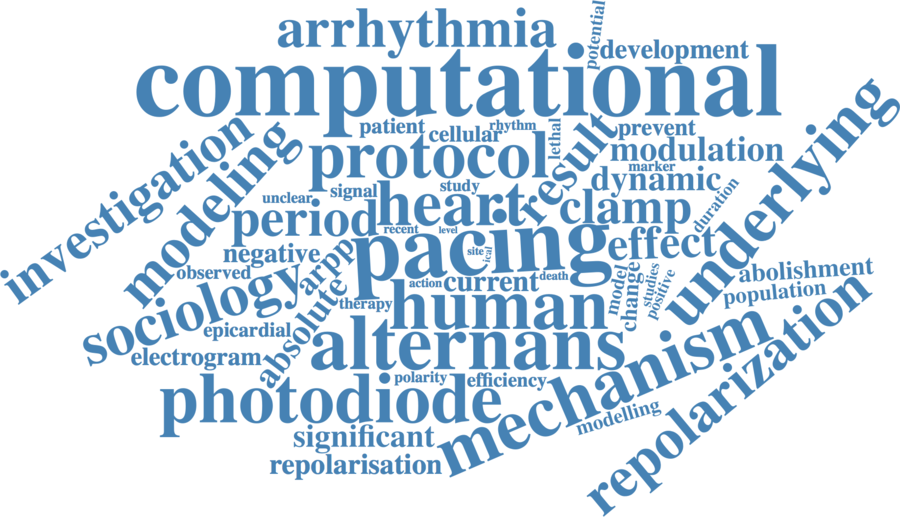 arrhythmia
potential
development
computational
investigation
modeling
patient
cellular
rhythm
lethal
result
prevent
protocol
modulation
marker
underlying
unclear
signal
study
dynamic
duration
period
heart
clamp
recent
level
pacing
effect
negative
arpp
site
ical
observed
sociology
action
current
death
model
change
studies
positive
abolishment
population
absolute
therapy
human
epicardial
alternans
electrogram
mechanism
repolarization
photodiode
polarity
efficiency
modelling
significant
repolarisation